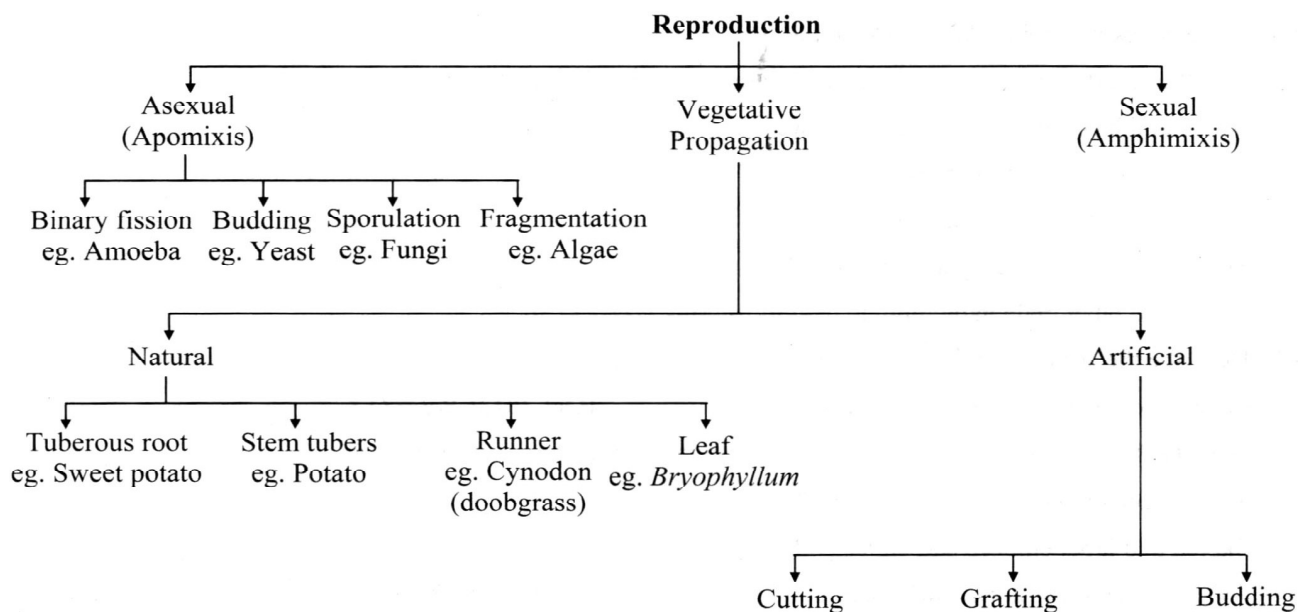 Reproduction
Asexual
(Apomixis)
Vegetative
Propagation
Sexual
(Amphimixis)
Binary fission
eg. Amoeba
Budding
eg. Yeast
Sporulation
eg. Fungi
Fragmentation
eg. Algae
Natural
Artificial
Tuberous root
eg. Sweet potato
Stem tubers
eg. Potato
Runner
eg. Cynodon
(doobgrass)
Leaf
eg. Bryophyllum
Cutting
Grafting
Budding